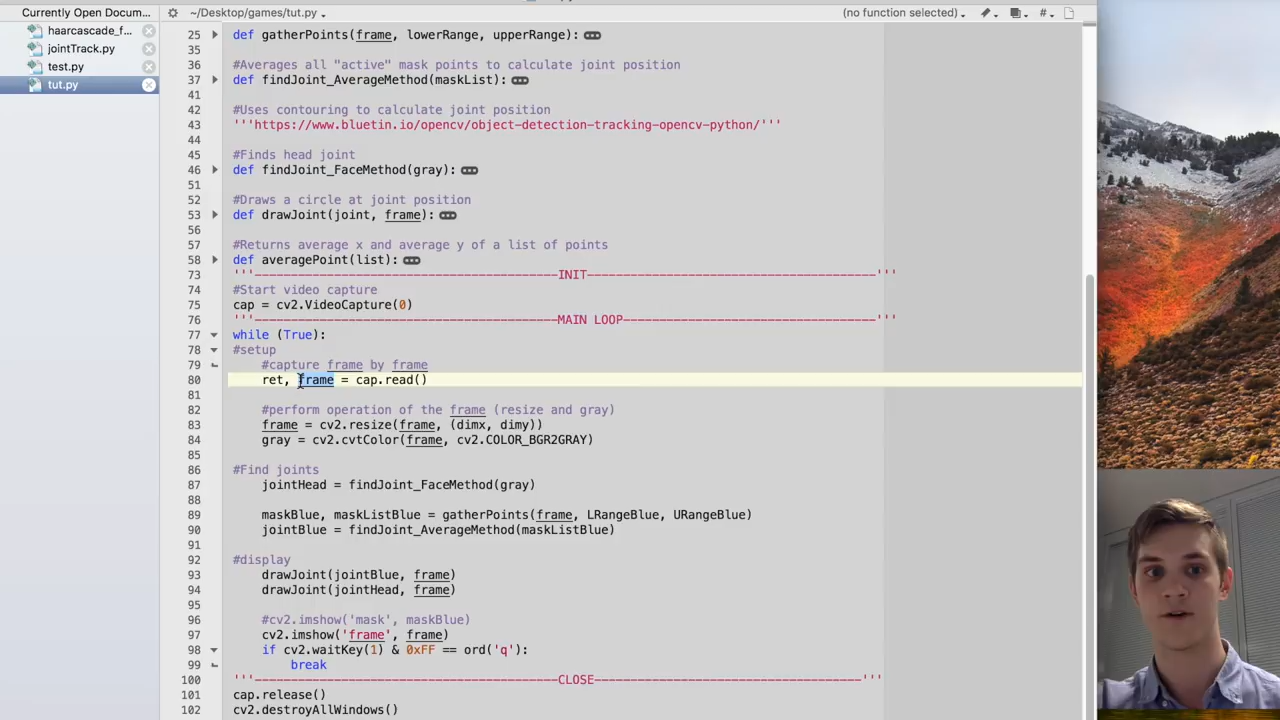 Currently Open Docum...
~/Desktop/games/tut.py
(no function selected)
#
haarcascade_f...
jointTrack.py
test.py
tut.py
25 def gatherPoints(frame, lowerRange, upperRange):
35
36 #Averages all "active" mask points to calculate joint position
37 def findJoint_AverageMethod(maskList):
41
42 #Uses contouring to calculate joint position
43 '''https://www.bluetin.io/opencv/object-detection-tracking-opencv-python/'''
44
45 #Finds head joint
46 def findJoint_FaceMethod(gray):
51
52 #Draws a circle at joint position
53 def drawJoint(joint, frame):
56
57 #Returns average x and average y of a list of points
58 def averagePoint(list):
73 '''------------------------------------------INIT----------------------------------------'''
74 #Start video capture
75 cap = cv2.VideoCapture(0)
76 '''------------------------------------------MAIN LOOP-----------------------------------'''
77 while (True):
78 #setup
79 #capture frame by frame
80 ret, frame = cap.read()
81
82 #perform operation of the frame (resize and gray)
83 frame = cv2.resize(frame, (dimx, dimy))
84 gray = cv2.cvtColor(frame, cv2.COLOR_BGR2GRAY)
85
86 #Find joints
87 jointHead = findJoint_FaceMethod(gray)
88
89 maskBlue, maskListBlue = gatherPoints(frame, LRangeBlue, URangeBlue)
90 jointBlue = findJoint_AverageMethod(maskListBlue)
91
92 #display
93 drawJoint(jointBlue, frame)
94 drawJoint(jointHead, frame)
95
96 #cv2.imshow('mask', maskBlue)
97 cv2.imshow('frame', frame)
98 if cv2.waitKey(1) & 0xFF == ord('q'):
99 break
100 '''------------------------------------------CLOSE-------------------------------------'''
101 cap.release()
102 cv2.destroyAllWindows()